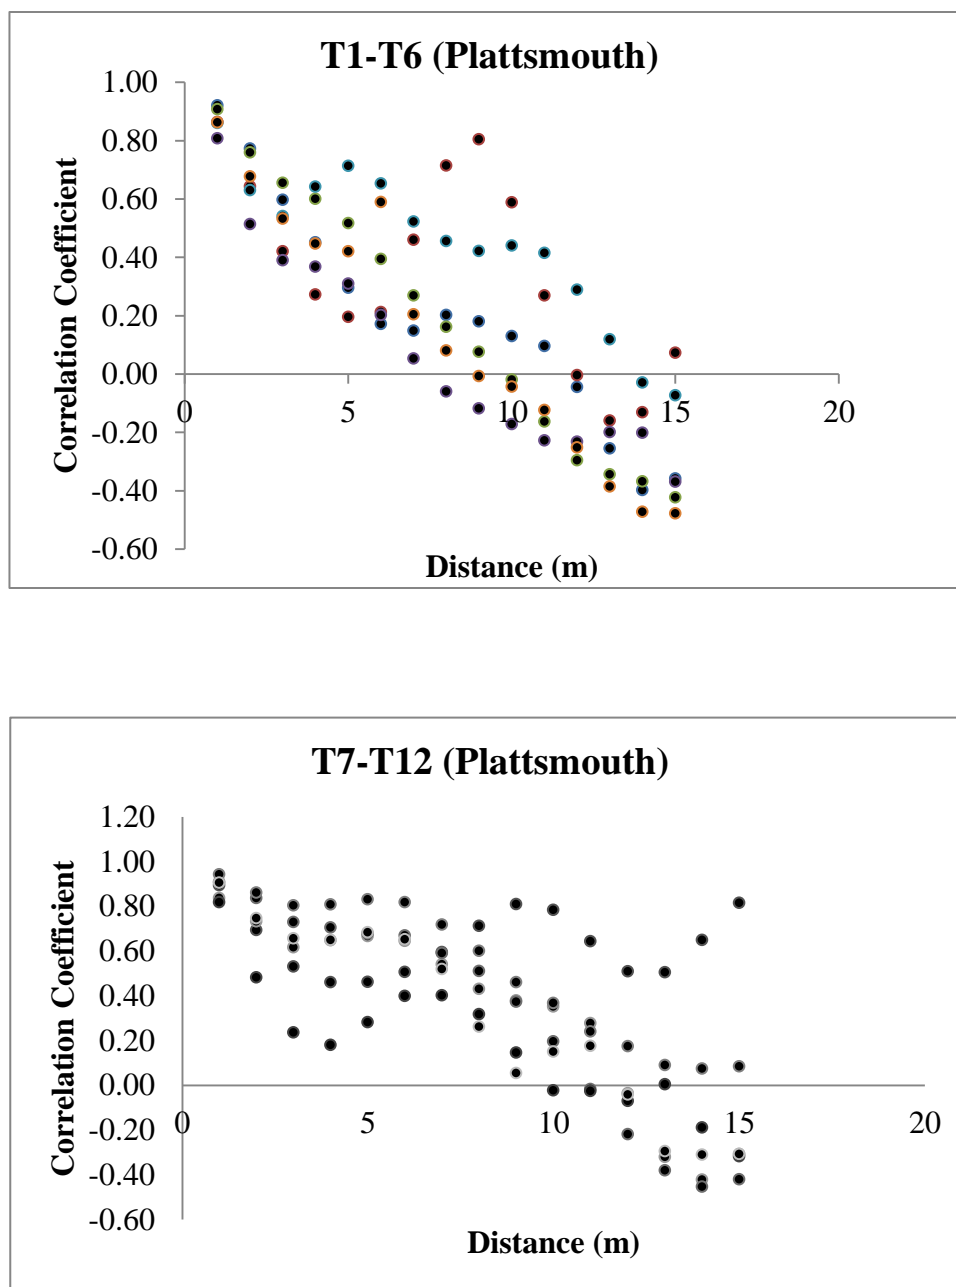 T1-T6 (Plattsmouth)
1.00
0.80
0.60
0.40
0.20
0.00
-0.20
-0.40
-0.60
0 5 10 15 20
Correlation Coefficient
Distance (m)
T7-T12 (Plattsmouth)
1.20
1.00
0.80
0.60
0.40
0.20
0.00
-0.20
-0.40
-0.60
0 5 10 15 20
Correlation Coefficient
Distance (m)